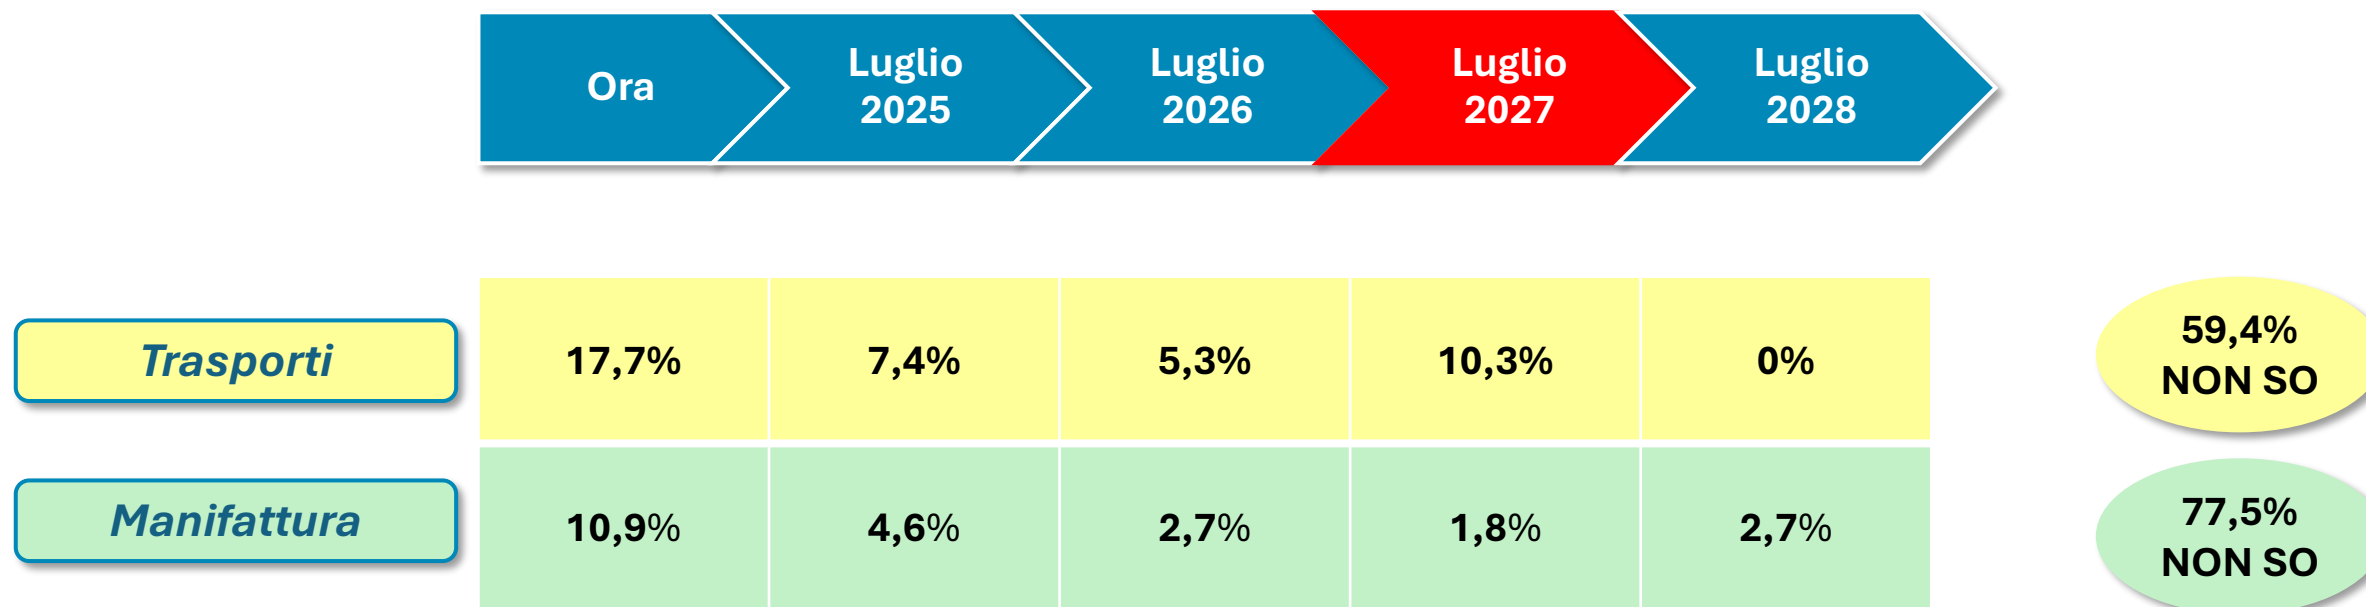 Ora
Luglio
2025
Luglio
2026
Luglio
2027
Luglio
2028
Trasporti
17,7%
7,4%
5,3%
10,3%
0%
59,4%
NON SO
Manifattura
10,9%
4,6%
2,7%
1,8%
2,7%
77,5%
NON SO